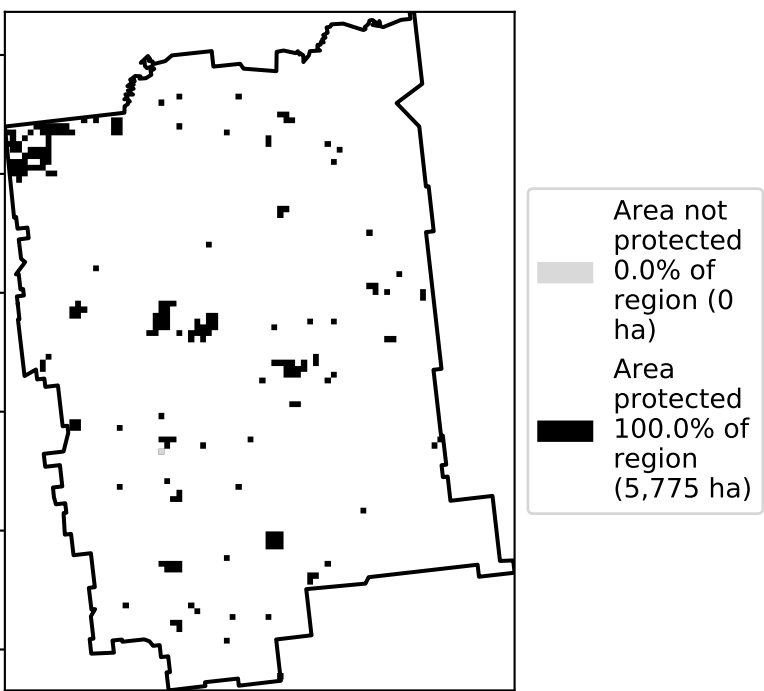 Area not
protected
0.0% of
region (0
ha)
Area
protected
100.0% of
region
(5,775 ha)